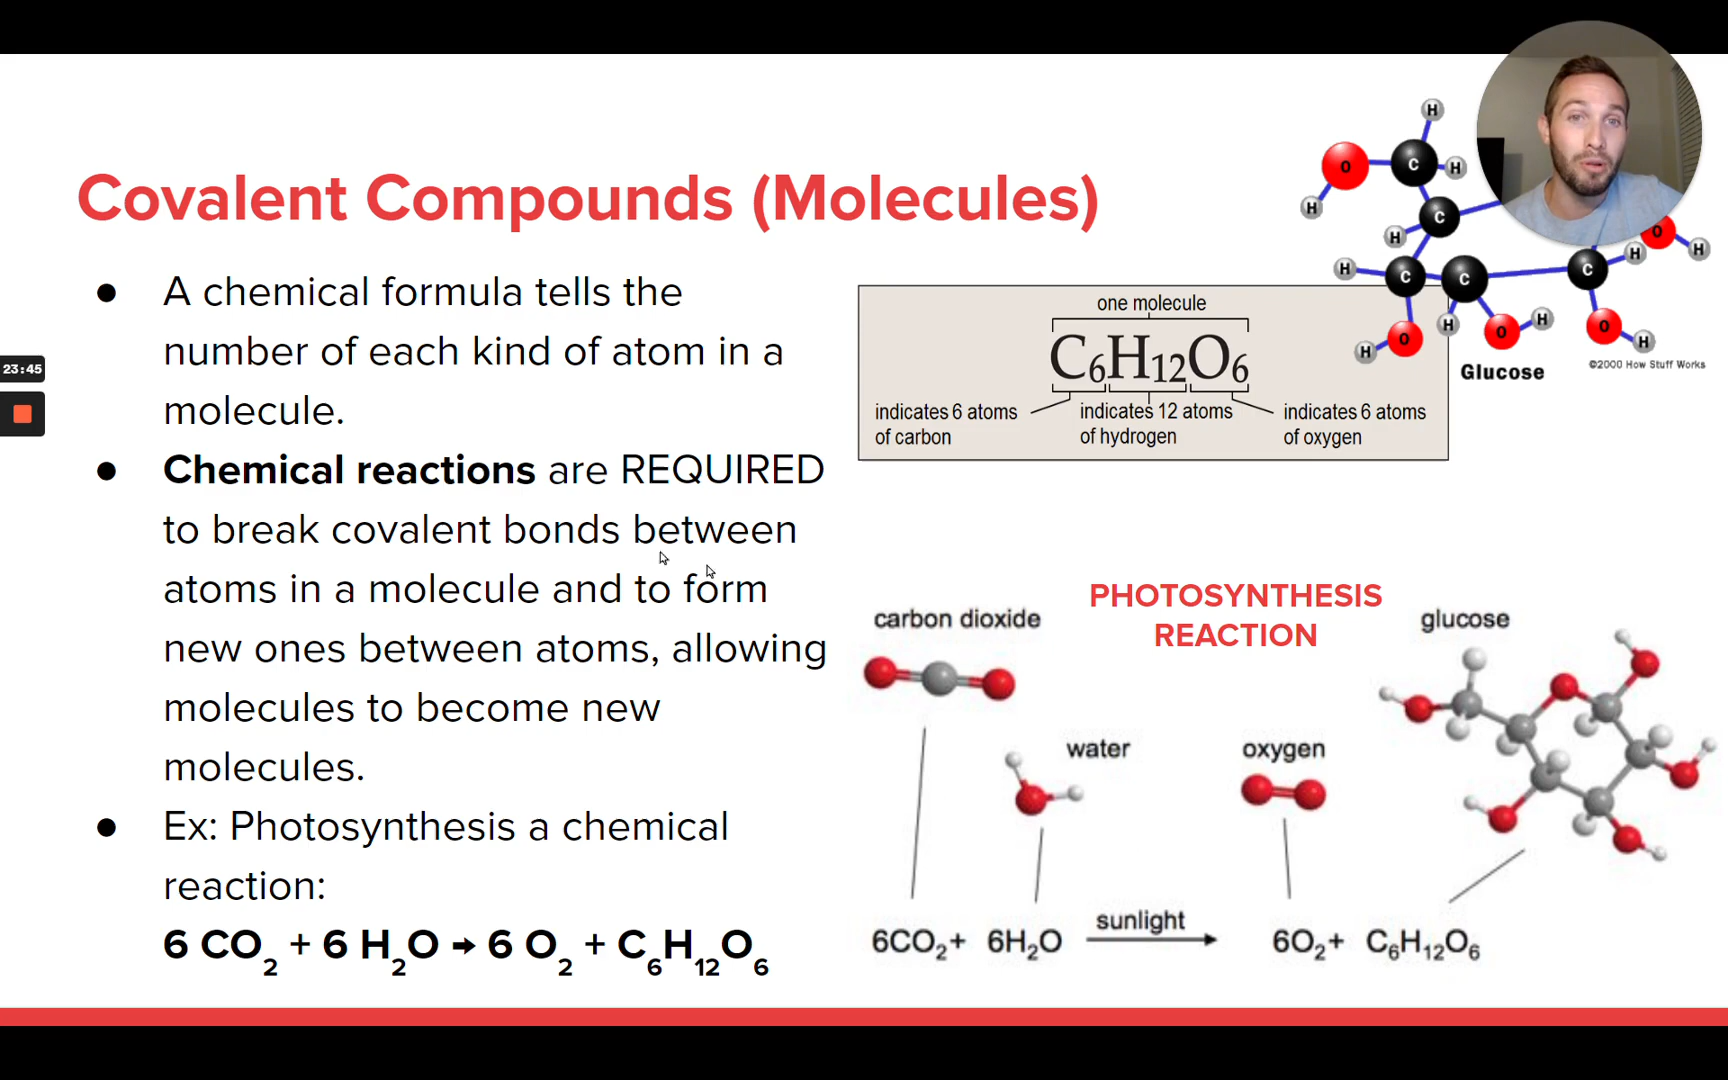 Covalent Compounds (Molecules)
● A chemical formula tells the
number of each kind of atom in a
molecule.
● Chemical reactions are REQUIRED
to break covalent bonds between
atoms in a molecule and to form
new ones between atoms, allowing
molecules to become new
molecules.
● Ex: Photosynthesis a chemical
reaction:
6 CO₂ + 6 H₂O → 6 O₂ + C₆H₁₂O₆
23:45
one molecule
C₆H₁₂O₆
indicates 6 atoms
of carbon
indicates 12 atoms
of hydrogen
indicates 6 atoms
of oxygen
H
O
C
H
H
C
H
O
H
H
C
C
C
H
H
O
H
O
H
O
H
Glucose
©2000 How Stuff Works
PHOTOSYNTHESIS
REACTION
carbon dioxide
glucose
water
oxygen
sunlight
6CO₂+ 6H₂O → 6O₂+ C₆H₁₂O₆